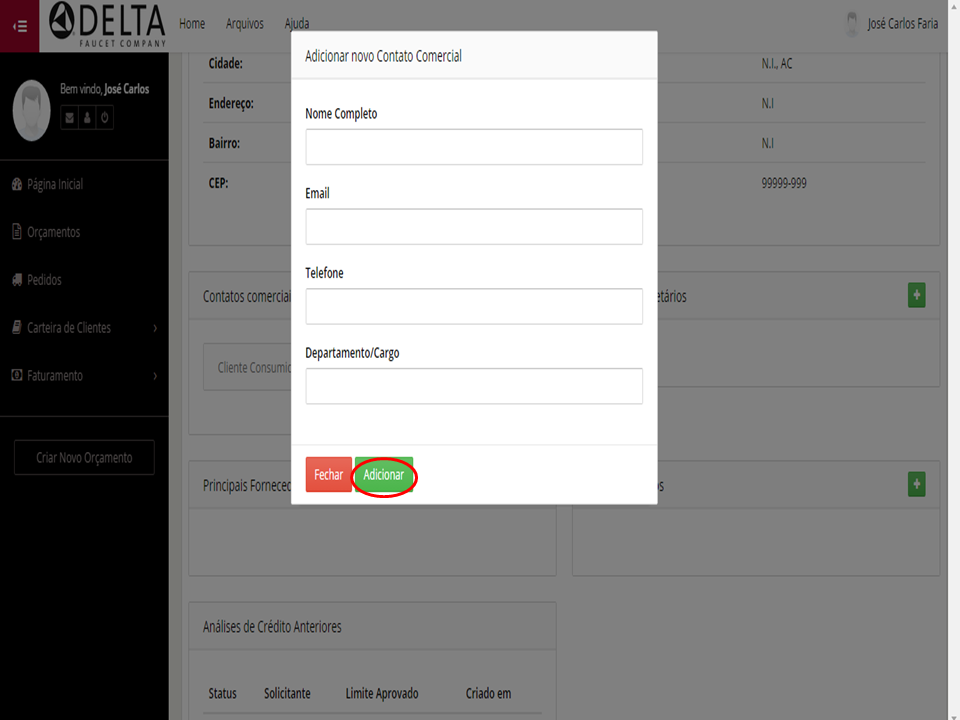 DELTA
FAUCET COMPANY
Home
Arquivos
Ajuda
José Carlos Faria
Bem vindo, José Carlos
Página Inicial
Orçamentos
Pedidos
Carteira de Clientes
Faturamento
Criar Novo Orçamento
Cidade:
N.I., AC
Endereço:
N.I
Bairro:
N.I
CEP:
99999-999
Contatos comerciai
etários
Cliente Consumi
Principais Fornece
os
Análises de Crédito Anteriores
Status Solicitante Limite Aprovado Criado em
Adicionar novo Contato Comercial
Nome Completo
Email
Telefone
Departamento/Cargo
Fechar
Adicionar